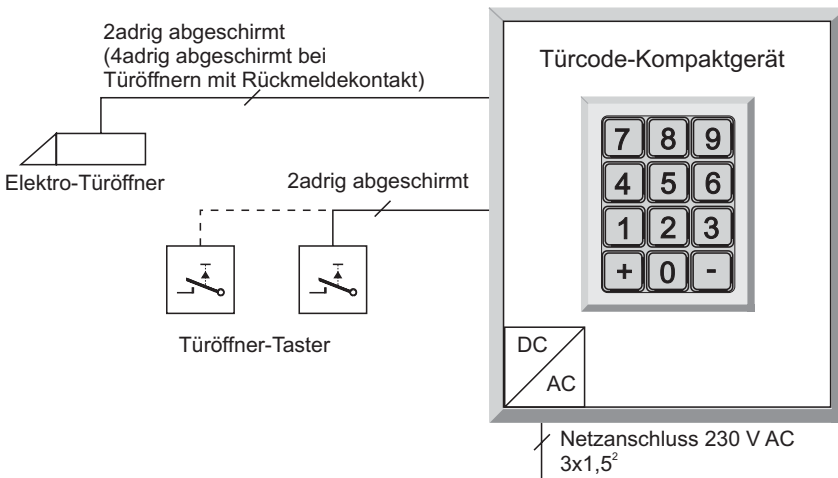 2adrig abgeschirmt
(4adrig abgeschirmt bei
Türöffnern mit Rückmeldekontakt)
Elektro-Türöffner
2adrig abgeschirmt
Türöffner-Taster
Türcode-Kompaktgerät
7 8 9
4 5 6
1 2 3
+ 0 -
DC
AC
Netzanschluss 230 V AC
3x1,5²